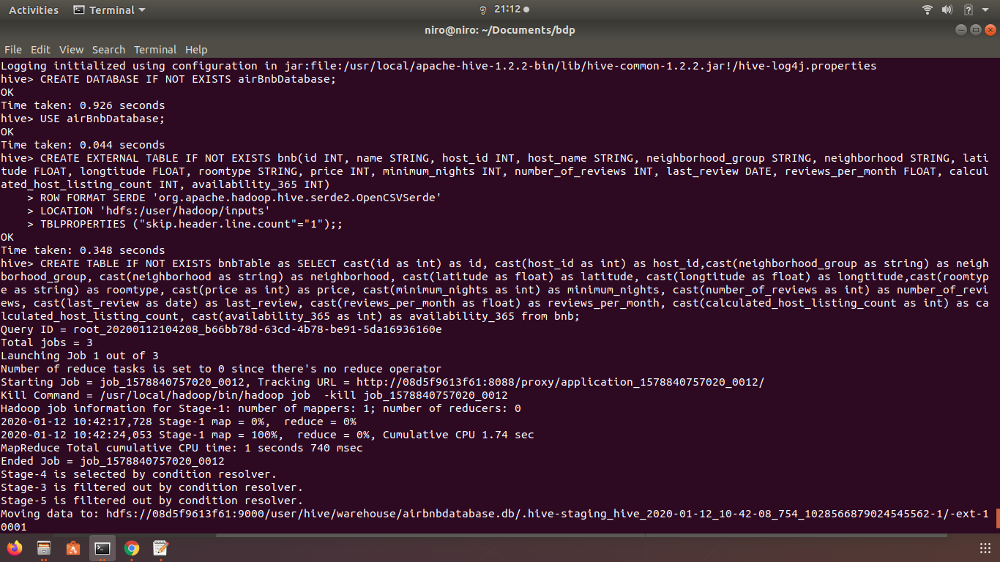 Activities Terminal 21:12
niro@niro: ~/Documents/bdp
File Edit View Search Terminal Help
Logging initialized using configuration in jar:file:/usr/local/apache-hive-1.2.2-bin/lib/hive-common-1.2.2.jar!/hive-log4j.properties
hive> CREATE DATABASE IF NOT EXISTS airBnbDatabase;
OK
Time taken: 0.926 seconds
hive> USE airBnbDatabase;
OK
Time taken: 0.044 seconds
hive> CREATE EXTERNAL TABLE IF NOT EXISTS bnb(id INT, name STRING, host_id INT, host_name STRING, neighborhood_group STRING, neighborhood STRING, lati
tude FLOAT, longtitude FLOAT, roomtype STRING, price INT, minimum_nights INT, number_of_reviews INT, last_review DATE, reviews_per_month FLOAT, calcul
ated_host_listing_count INT, availability_365 INT)
    > ROW FORMAT SERDE 'org.apache.hadoop.hive.serde2.OpenCSVSerde'
    > LOCATION 'hdfs:/user/hadoop/inputs'
    > TBLPROPERTIES ("skip.header.line.count"="1");;
OK
Time taken: 0.348 seconds
hive> CREATE TABLE IF NOT EXISTS bnbTable as SELECT cast(id as int) as id, cast(host_id as int) as host_id,cast(neighborhood_group as string) as neigh
borhood_group, cast(neighborhood as string) as neighborhood, cast(latitude as float) as latitude, cast(longtitude as float) as longtitude,cast(roomtyp
e as string) as roomtype, cast(price as int) as price, cast(minimum_nights as int) as minimum_nights, cast(number_of_reviews as int) as number_of_revi
ews, cast(last_review as date) as last_review, cast(reviews_per_month as float) as reviews_per_month, cast(calculated_host_listing_count as int) as ca
lculated_host_listing_count, cast(availability_365 as int) as availability_365 from bnb;
Query ID = root_20200112104208_b66bb78d-63cd-4b78-be91-5da16936160e
Total jobs = 3
Launching Job 1 out of 3
Number of reduce tasks is set to 0 since there's no reduce operator
Starting Job = job_1578840757020_0012, Tracking URL = http://08d5f9613f61:8088/proxy/application_1578840757020_0012/
Kill Command = /usr/local/hadoop/bin/hadoop job  -kill job_1578840757020_0012
Hadoop job information for Stage-1: number of mappers: 1; number of reducers: 0
2020-01-12 10:42:17,728 Stage-1 map = 0%,  reduce = 0%
2020-01-12 10:42:24,053 Stage-1 map = 100%,  reduce = 0%, Cumulative CPU 1.74 sec
MapReduce Total cumulative CPU time: 1 seconds 740 msec
Ended Job = job_1578840757020_0012
Stage-4 is selected by condition resolver.
Stage-3 is filtered out by condition resolver.
Stage-5 is filtered out by condition resolver.
Moving data to: hdfs://08d5f9613f61:9000/user/hive/warehouse/airbnbdatabase.db/.hive-staging_hive_2020-01-12_10-42-08_754_1028566879024545562-1/-ext-1
0001